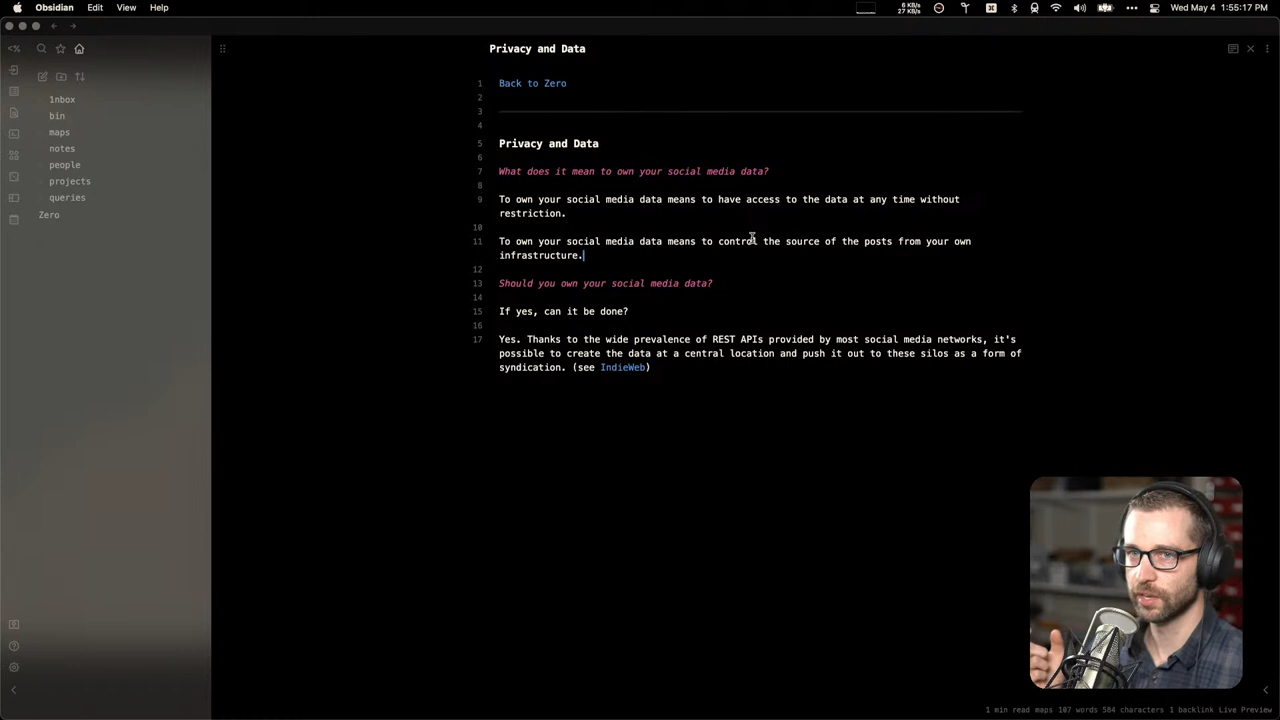 Obsidian Edit View Help
6 KB/s
27 KB/s
Wed May 4 1:55:17 PM
Privacy and Data
1nbox
bin
maps
notes
people
projects
queries
Zero
1 Back to Zero
2
3
4
5 Privacy and Data
6
7 What does it mean to own your social media data?
8
9 To own your social media data means to have access to the data at any time without
restriction.
10
11 To own your social media data means to control the source of the posts from your own
infrastructure.
12
13 Should you own your social media data?
14
15 If yes, can it be done?
16
17 Yes. Thanks to the wide prevalence of REST APIs provided by most social media networks, it's
possible to create the data at a central location and push it out to these silos as a form of
syndication. (see IndieWeb)
1 min read maps 107 words 584 characters 1 backlink Live Preview